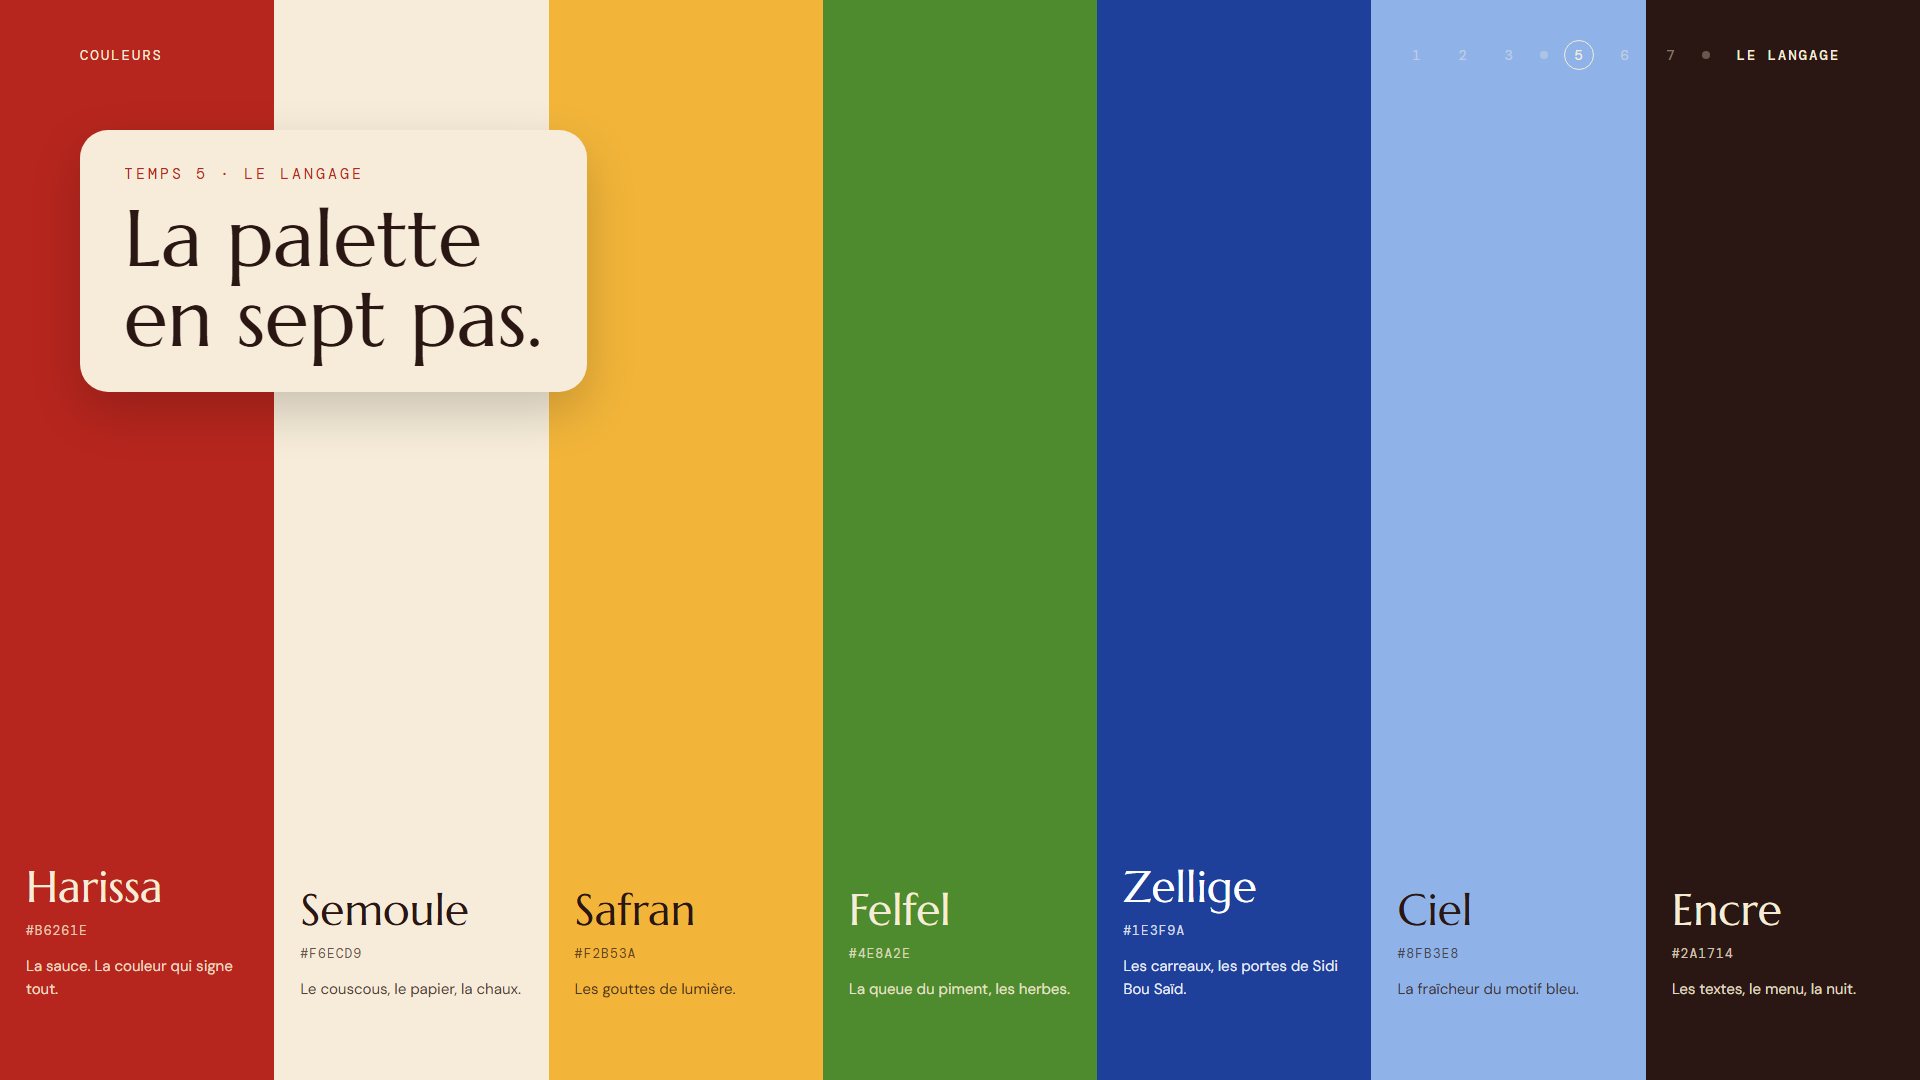 COULEURS
1 2 3 • 5 6 7 • LE LANGAGE
TEMPS 5 · LE LANGAGE
La palette
en sept pas.
Harissa
#B6261E
La sauce. La couleur qui signe
tout.
Semoule
#F6ECD9
Le couscous, le papier, la chaux.
Safran
#F2B53A
Les gouttes de lumière.
Felfel
#4E8A2E
La queue du piment, les herbes.
Zellige
#1E3F9A
Les carreaux, les portes de Sidi
Bou Saïd.
Ciel
#8FB3E8
La fraîcheur du motif bleu.
Encre
#2A1714
Les textes, le menu, la nuit.